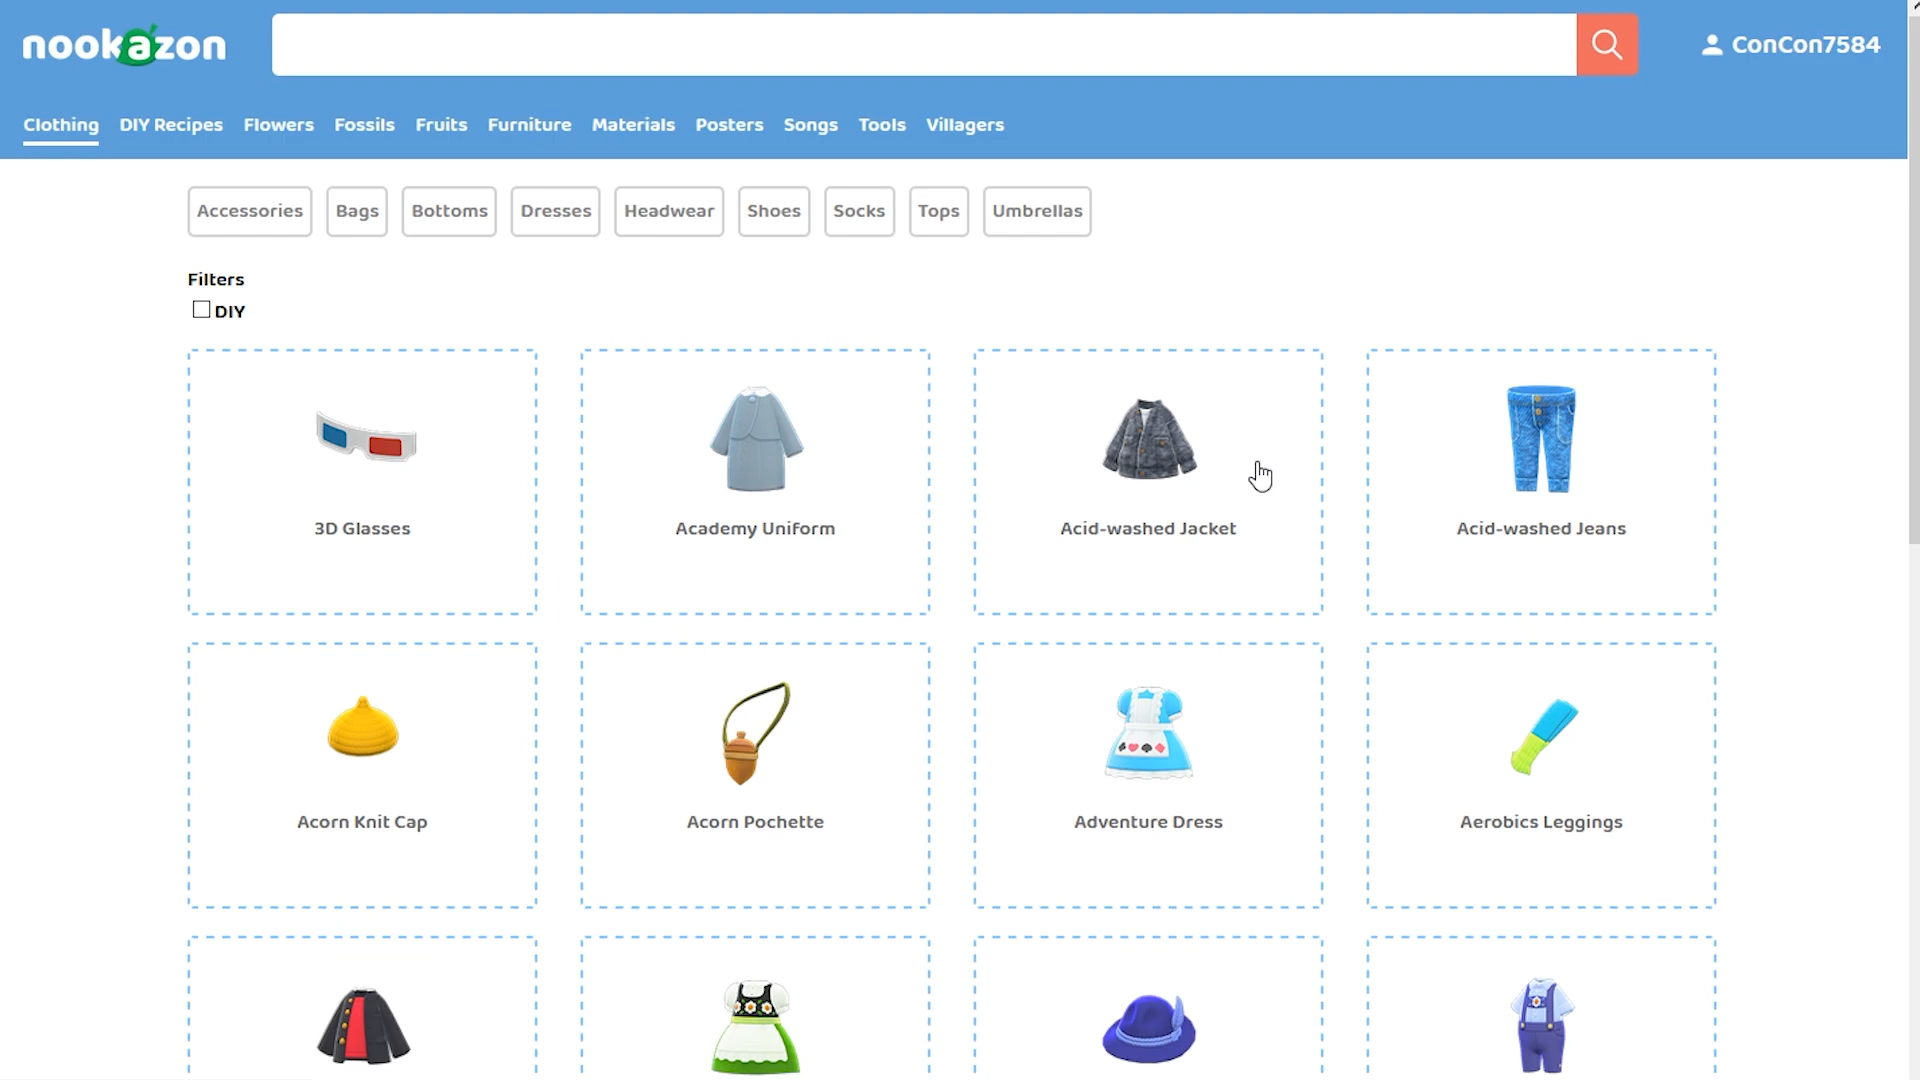 nookazon
ConCon7584
Clothing DIY Recipes Flowers Fossils Fruits Furniture Materials Posters Songs Tools Villagers
Accessories Bags Bottoms Dresses Headwear Shoes Socks Tops Umbrellas
Filters
DIY
3D Glasses Academy Uniform Acid-washed Jacket Acid-washed Jeans
Acorn Knit Cap Acorn Pochette Adventure Dress Aerobics Leggings